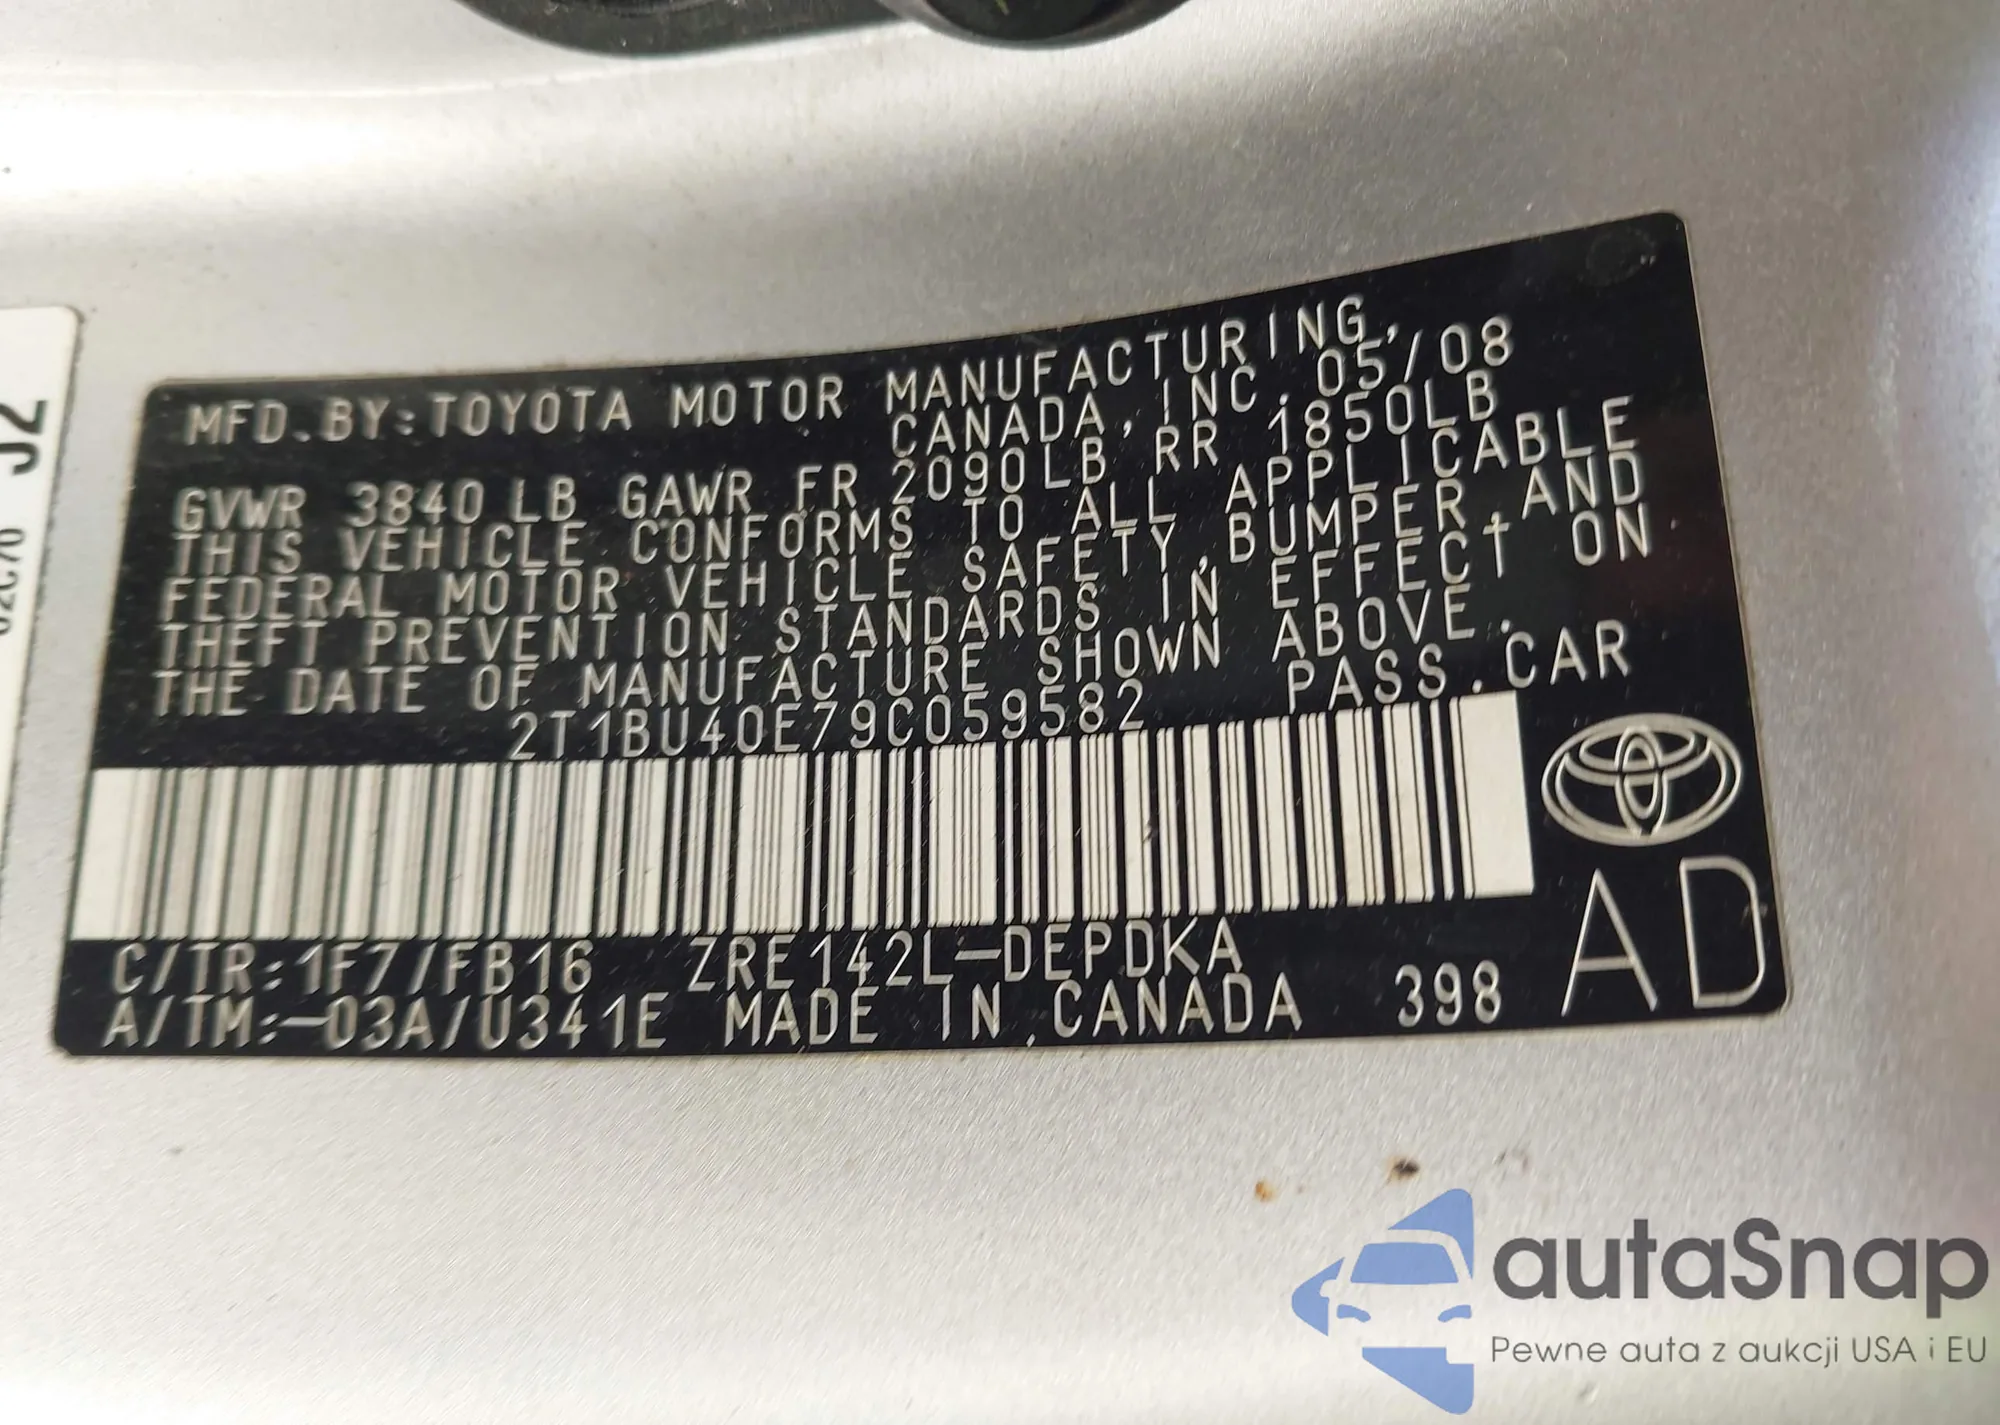 J2
MFD. BY: TOYOTA MOTOR MANUFACTURING,
CANADA, INC. 05/08
GVWR 3840 LB GAWR FR 2090LB RR 1850LB
THIS VEHICLE CONFORMS TO ALL APPLICABLE
FEDERAL MOTOR VEHICLE SAFETY, BUMPER, AND
THEFT PREVENTION STANDARDS IN EFFECT ON
THE DATE OF MANUFACTURE SHOWN ABOVE.
2T1BU40E79C059582 PASS. CAR
C/TR: 1F7/FB16 ZRE142L-DEPDKA
A/TM: -03A/U341E MADE IN CANADA 398
AD
autaSnap
Pewne auta z aukcji USA i EU